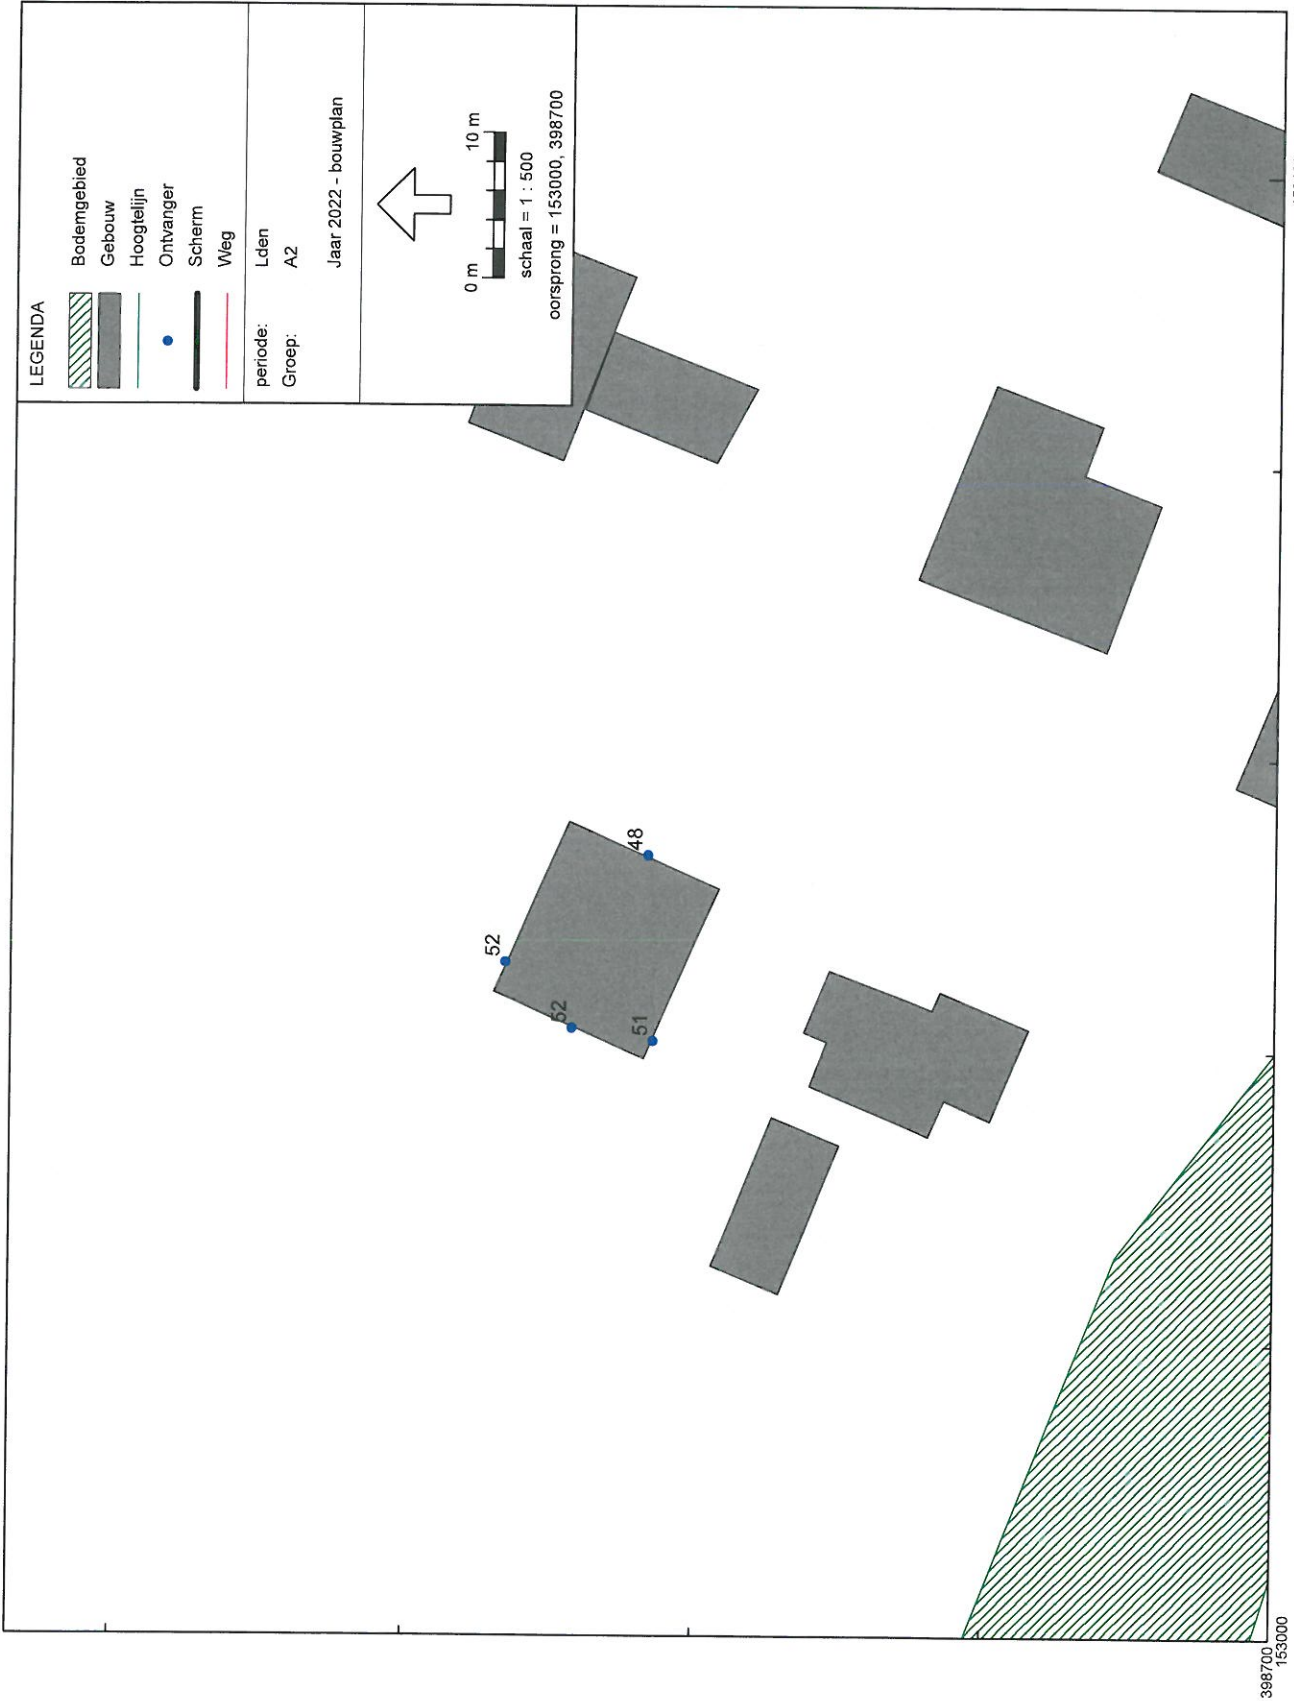 LEGENDA
Bodemgebied
Gebouw
Hoogtelijn
Ontvanger
Scherm
Weg
periode: Lden
Groep: A2
Jaar 2022 - bouwplan
0 m 10 m
schaal = 1 : 500
oorsprong = 153000, 398700
52
52
51
48
398700
153000